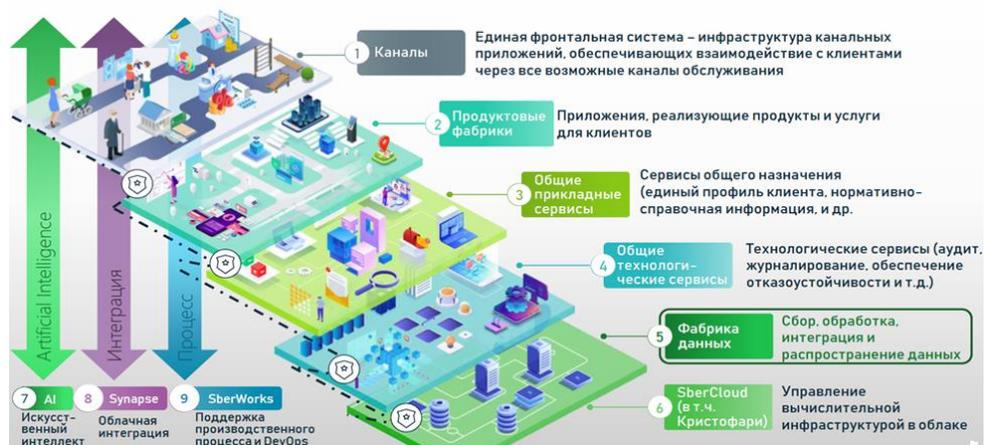 1 Каналы
Единая фронтальная система – инфраструктура канальных
приложений, обеспечивающих взаимодействие с клиентами
через все возможные каналы обслуживания
2 Продуктовые
фабрики
Приложения, реализующие продукты и услуги
для клиентов
3 Общие
прикладные
сервисы
Сервисы общего назначения
(единый профиль клиента, нормативно-
справочная информация, и др.
4 Общие
технологи-
ческие сервисы
Технологические сервисы (аудит,
журналирование, обеспечение
отказоустойчивости и т.д.)
5 Фабрика
данных
Сбор, обработка,
интеграция и
распространение данных
6 SberCloud
(в т.ч.
Кристофари)
Управление
вычислительной
инфраструктурой в облаке
Artificial Intelligence
Интеграция
Процесс
7 AI
Искусст-
венный
интеллект
8 Synapse
Облачная
интеграция
9 SberWorks
Поддержка
производственного
процесса и DevOps